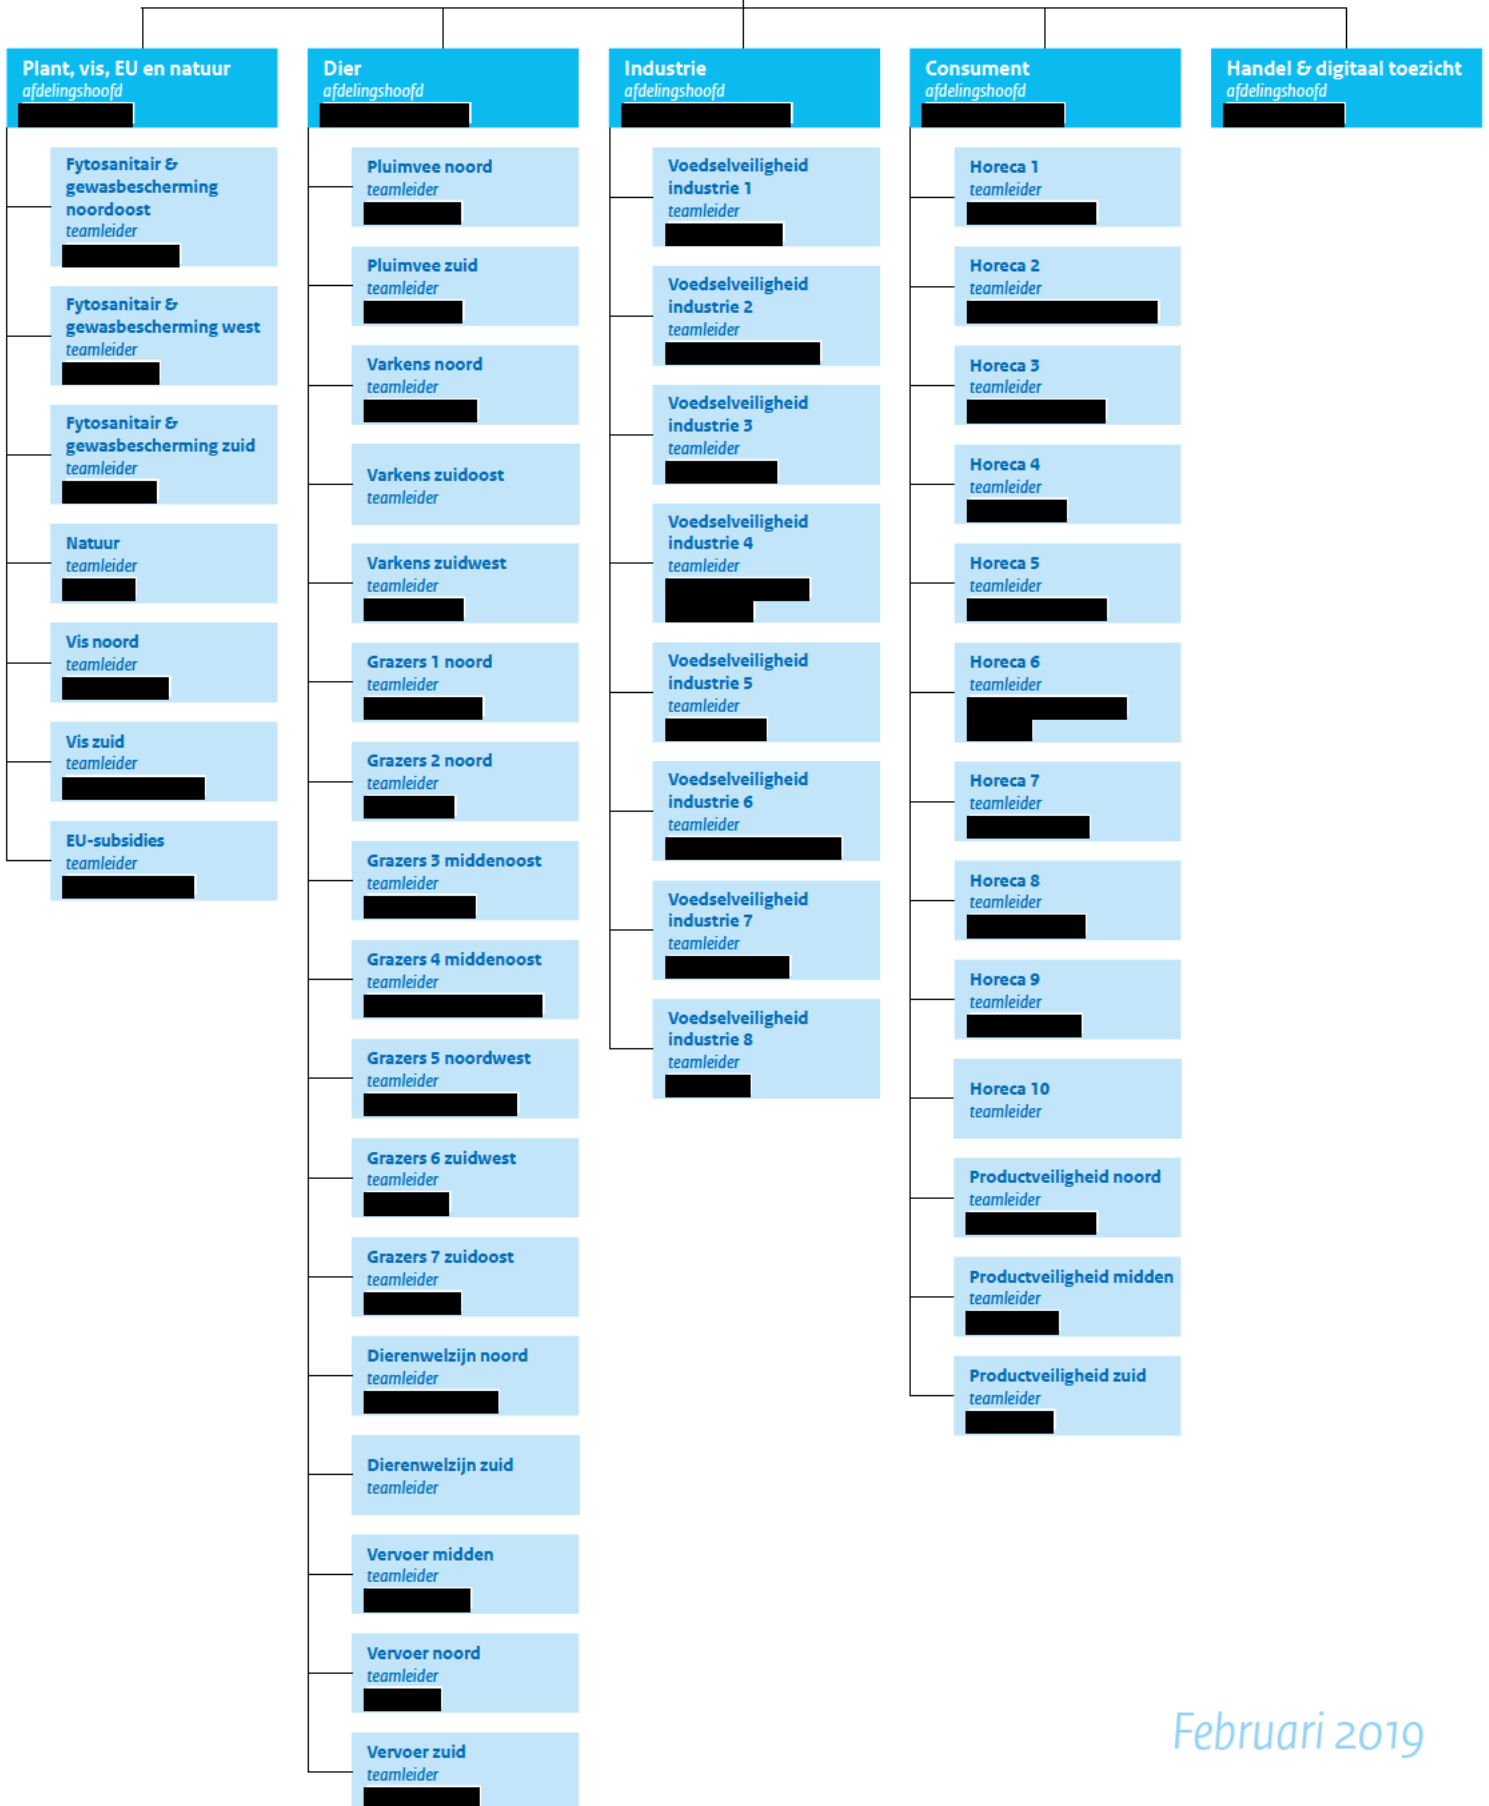 Plant, vis, EU en natuur
afdelingshoofd
Fytosanitair &
gewasbescherming
noordoost
teamleider
Fytosanitair &
gewasbescherming west
teamleider
Fytosanitair &
gewasbescherming zuid
teamleider
Natuur
teamleider
Vis noord
teamleider
Vis zuid
teamleider
EU-subsidies
teamleider
Dier
afdelingshoofd
Pluimvee noord
teamleider
Pluimvee zuid
teamleider
Varkens noord
teamleider
Varkens zuidoost
teamleider
Varkens zuidwest
teamleider
Grazers 1 noord
teamleider
Grazers 2 noord
teamleider
Grazers 3 middenoost
teamleider
Grazers 4 middenoost
teamleider
Grazers 5 noordwest
teamleider
Grazers 6 zuidwest
teamleider
Grazers 7 zuidoost
teamleider
Dierenwelzijn noord
teamleider
Dierenwelzijn zuid
teamleider
Vervoer midden
teamleider
Vervoer noord
teamleider
Vervoer zuid
teamleider
Industrie
afdelingshoofd
Voedselveiligheid
industrie 1
teamleider
Voedselveiligheid
industrie 2
teamleider
Voedselveiligheid
industrie 3
teamleider
Voedselveiligheid
industrie 4
teamleider
Voedselveiligheid
industrie 5
teamleider
Voedselveiligheid
industrie 6
teamleider
Voedselveiligheid
industrie 7
teamleider
Voedselveiligheid
industrie 8
teamleider
Consument
afdelingshoofd
Horeca 1
teamleider
Horeca 2
teamleider
Horeca 3
teamleider
Horeca 4
teamleider
Horeca 5
teamleider
Horeca 6
teamleider
Horeca 7
teamleider
Horeca 8
teamleider
Horeca 9
teamleider
Horeca 10
teamleider
Productveiligheid noord
teamleider
Productveiligheid midden
teamleider
Productveiligheid zuid
teamleider
Handel & digitaal toezicht
afdelingshoofd
Februari 2019